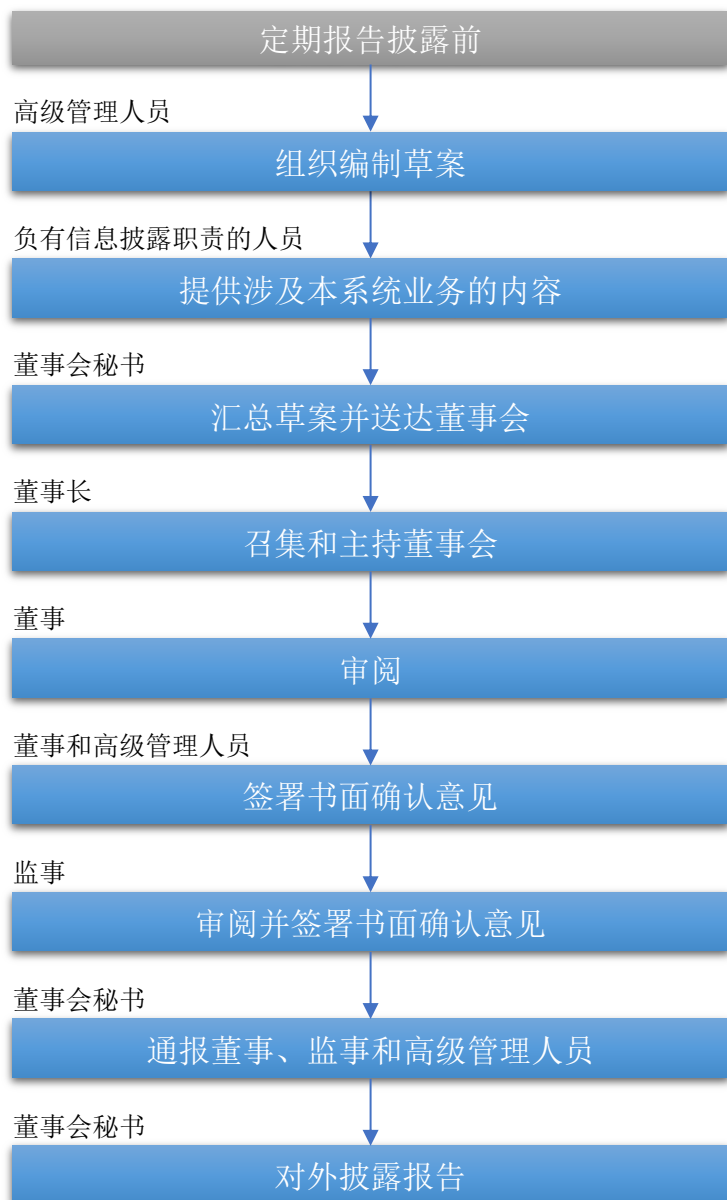 定期报告披露前
高级管理人员
组织编制草案
负有信息披露职责的人员
提供涉及本系统业务的内容
董事会秘书
汇总草案并送达董事会
董事长
召集和主持董事会
董事
审阅
董事和高级管理人员
签署书面确认意见
监事
审阅并签署书面确认意见
董事会秘书
通报董事、监事和高级管理人员
董事会秘书
对外披露报告